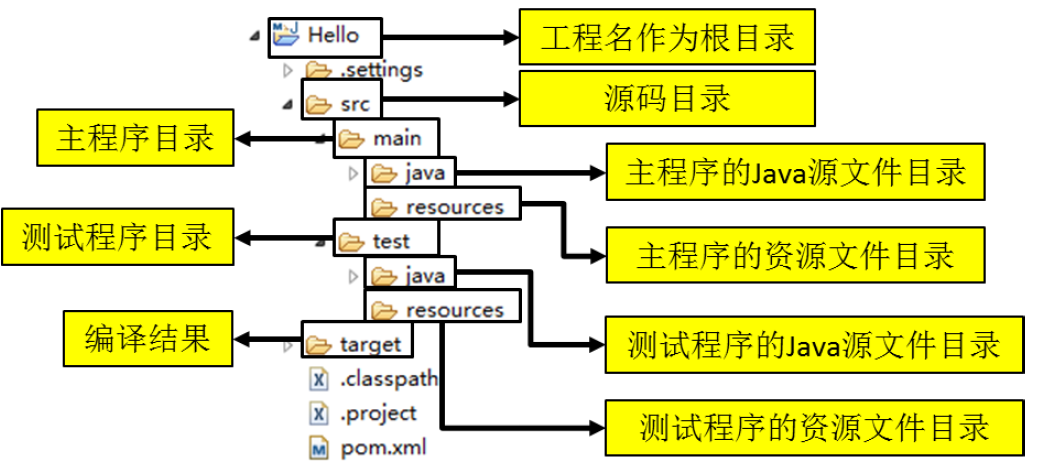 Hello
工程名作为根目录
.settings
src
源码目录
主程序目录
main
java
主程序的Java源文件目录
resources
主程序的资源文件目录
测试程序目录
test
java
测试程序的Java源文件目录
resources
测试程序的资源文件目录
编译结果
target
.classpath
.project
pom.xml